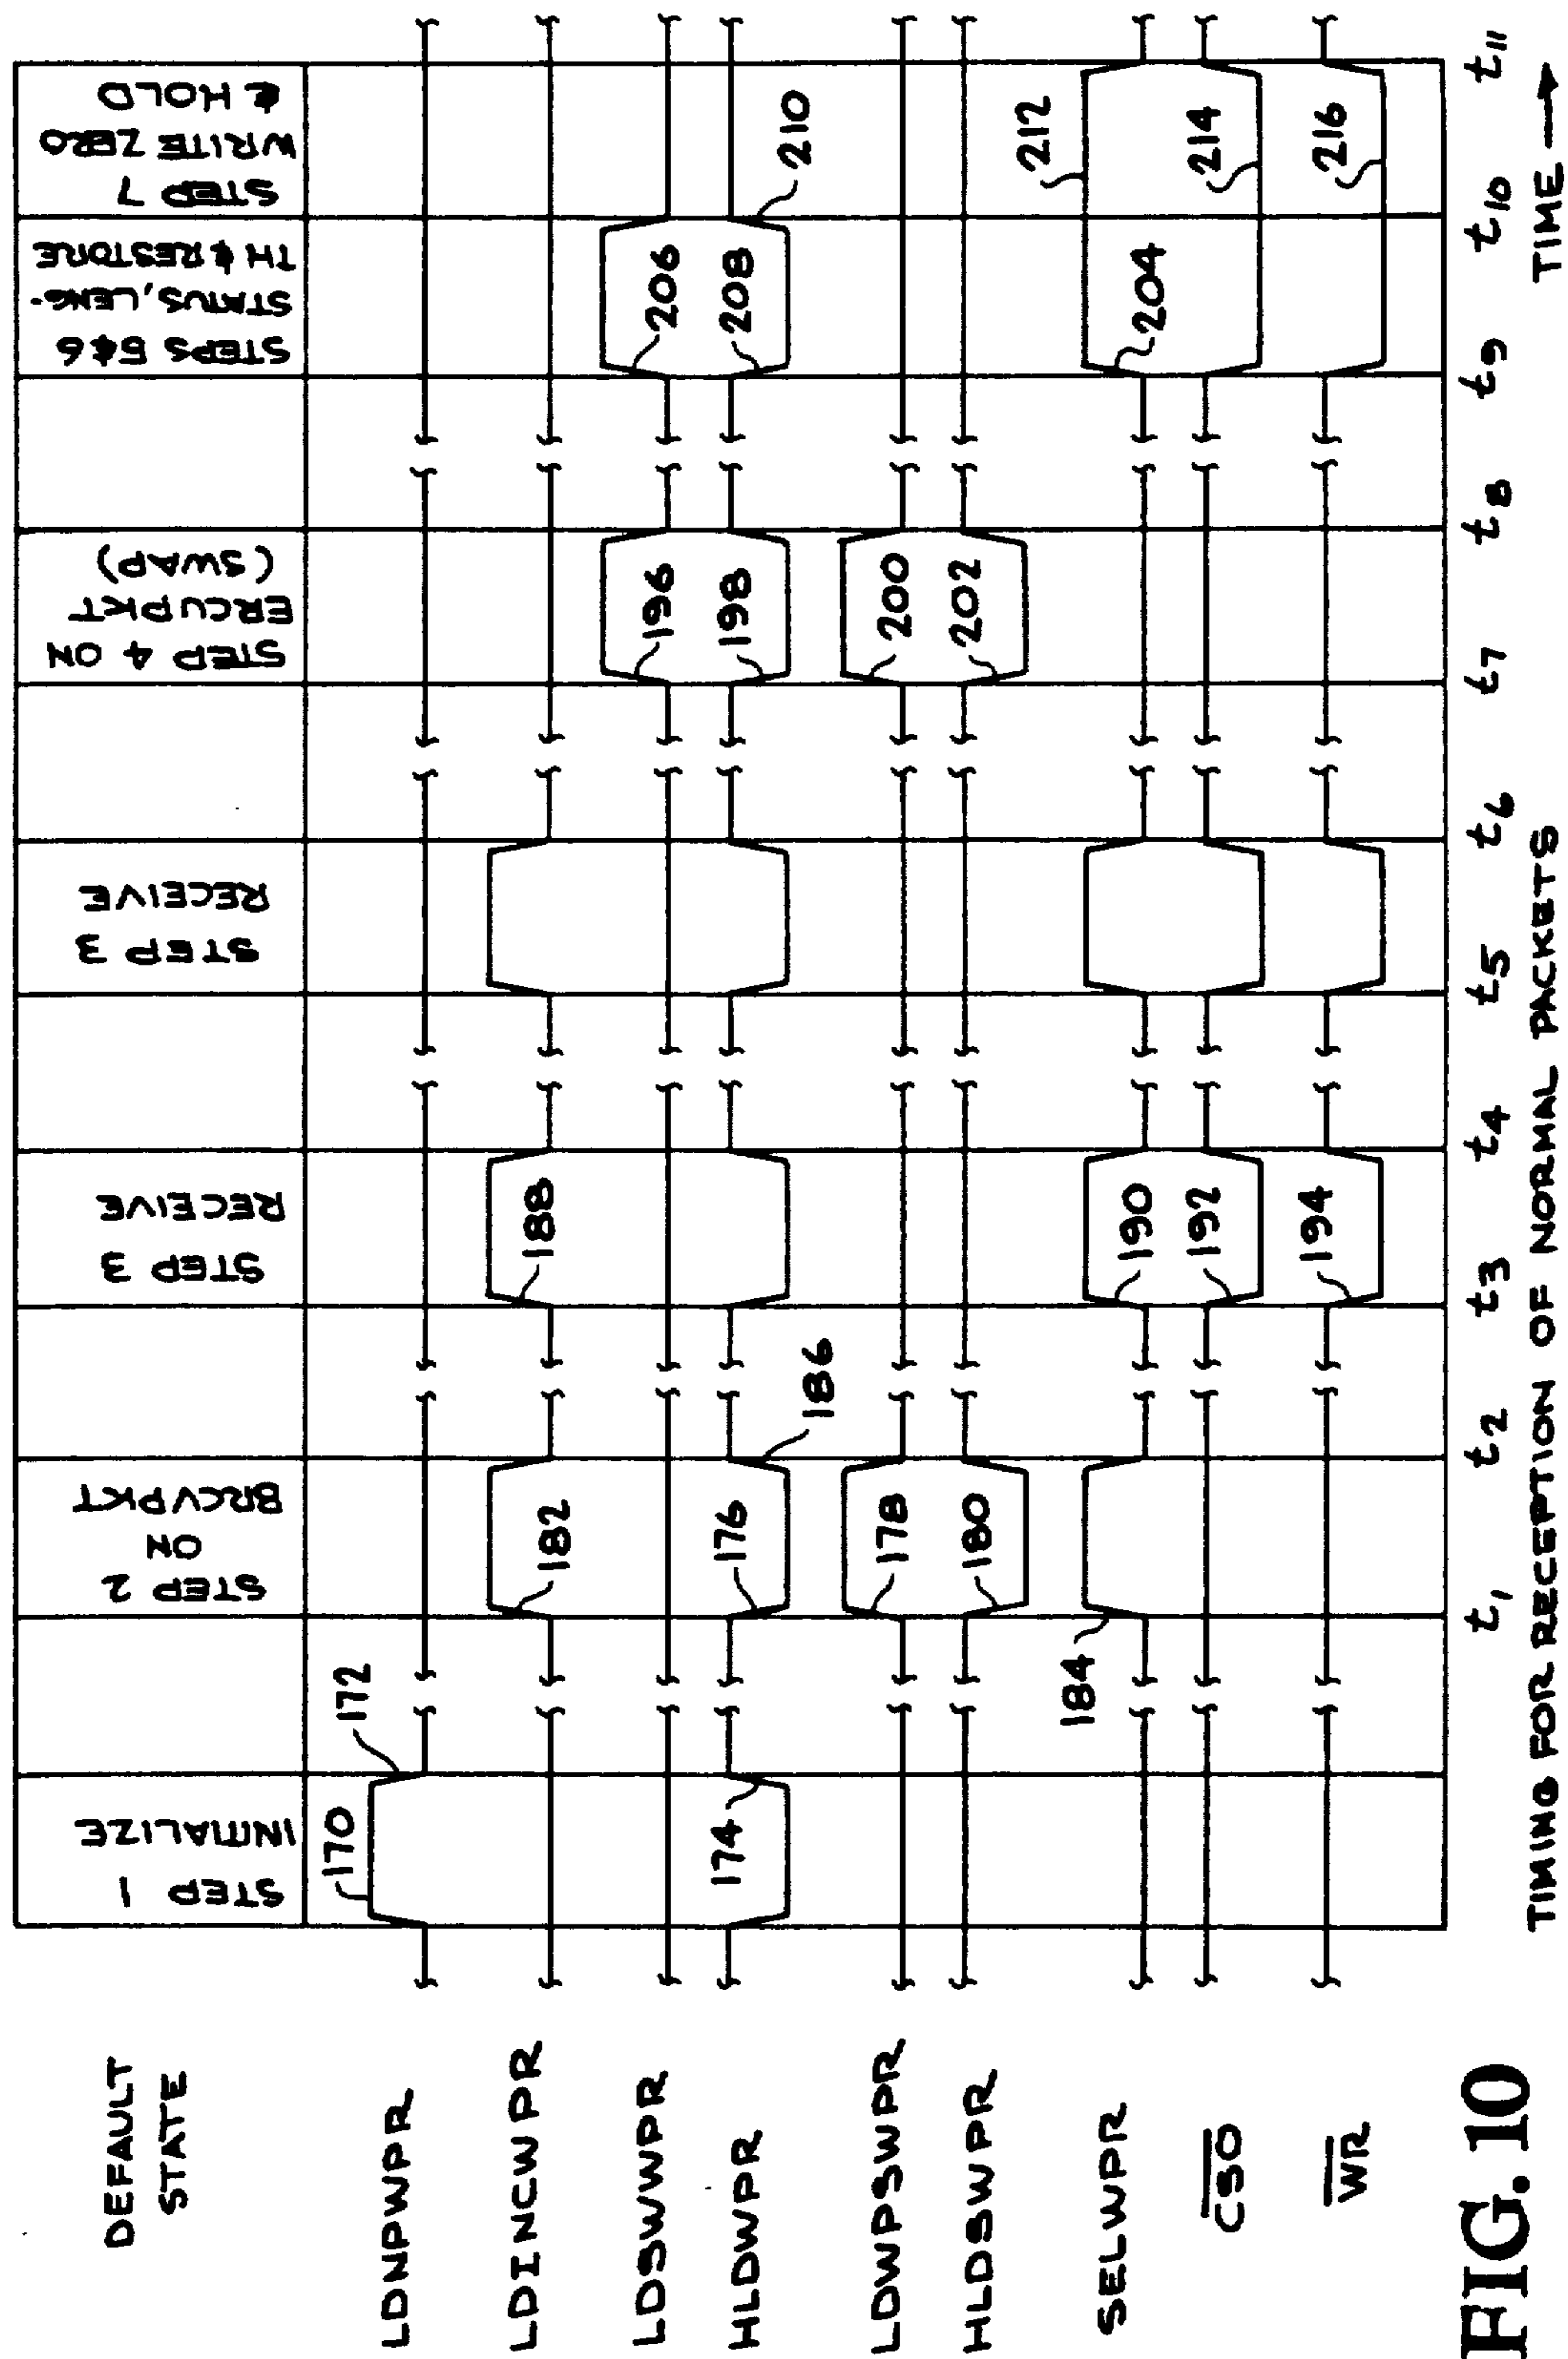 DEFAULT
STATE
STEP 1
INITIALIZE
STEP 2
ON
BRCVPKT
STEP 3
RECEIVE
STEP 3
RECEIVE
STEP 4 ON
ERCVPKT
(SWAP)
STEPS 5&6
STATUS, LENG-
TH & RESTORE
STEP 7
WRITE ZERO
& HOLD
LDNPWPR
170
172
LDINCWPR
182
188
LDSWWPR
196
206
HLDWPR
174
176
186
198
208
210
LDWPSWPR
178
200
HLDSWPR
180
202
SELWPR
184
190
204
212
CSO
192
214
WR
194
216
t1 t2 t3 t4 t5 t6 t7 t8 t9 t10 t11
TIMING FOR RECEPTION OF NORMAL PACKETS
TIME →
FIG. 10